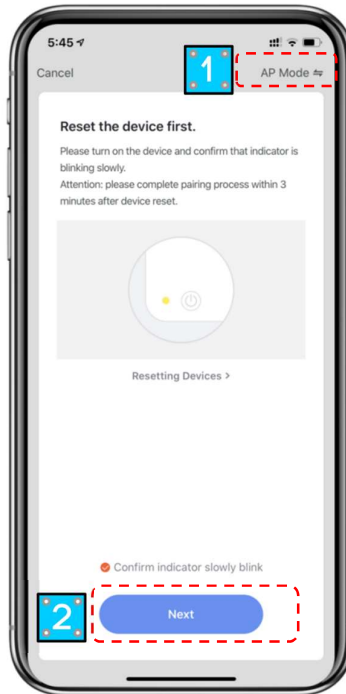 5:45
Cancel
1
AP Mode
Reset the device first.
Please turn on the device and confirm that indicator is
blinking slowly.
Attention: please complete pairing process within 3
minutes after device reset.
Resetting Devices >
Confirm indicator slowly blink
2
Next